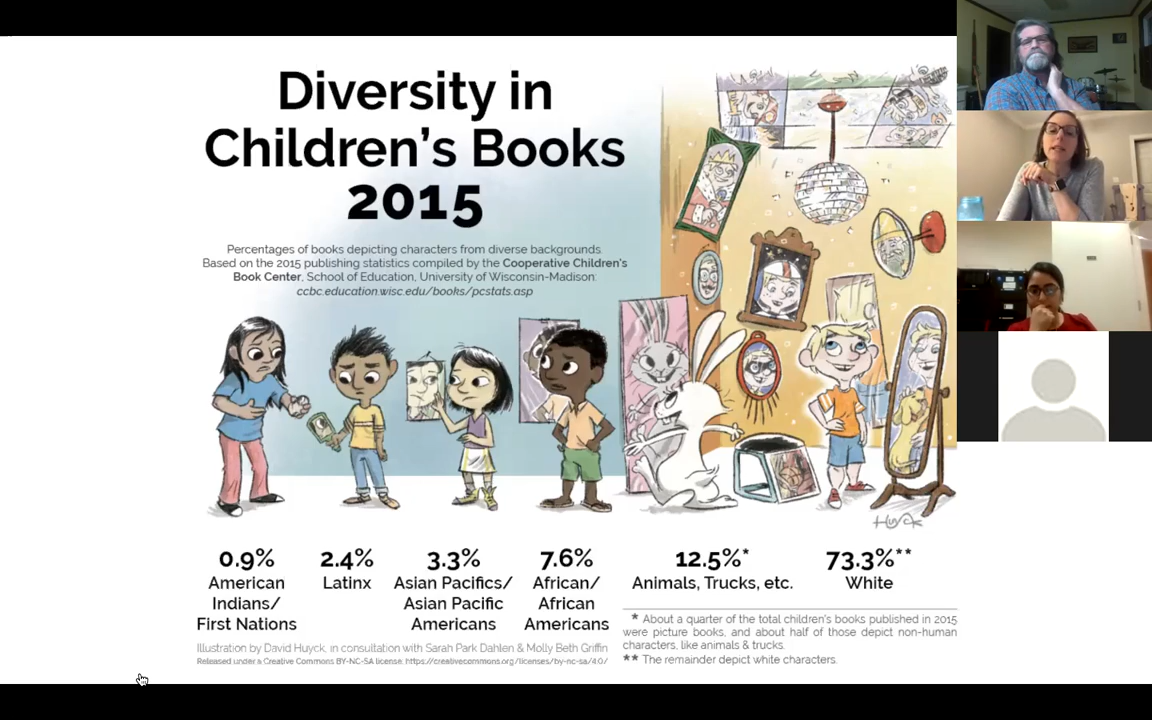 Diversity in
Children's Books
2015
Percentages of books depicting characters from diverse backgrounds
Based on the 2015 publishing statistics compiled by the Cooperative Children's
Book Center, School of Education, University of Wisconsin-Madison:
ccbc.education.wisc.edu/books/pcstats.asp
Huyck
0.9%
American
Indians/
First Nations
2.4%
Latinx
3.3%
Asian Pacifics/
Asian Pacific
Americans
7.6%
African/
African
Americans
12.5%*
Animals, Trucks, etc.
73.3%**
White
* About a quarter of the total children's books published in 2015
were picture books, and about half of those depict non-human
characters, like animals & trucks.
** The remainder depict white characters.
Illustration by David Huyck, in consultation with Sarah Park Dahlen & Molly Beth Griffin
Released under a Creative Commons BY-NC-SA license: https://creativecommons.org/licenses/by-nc-sa/4.0/